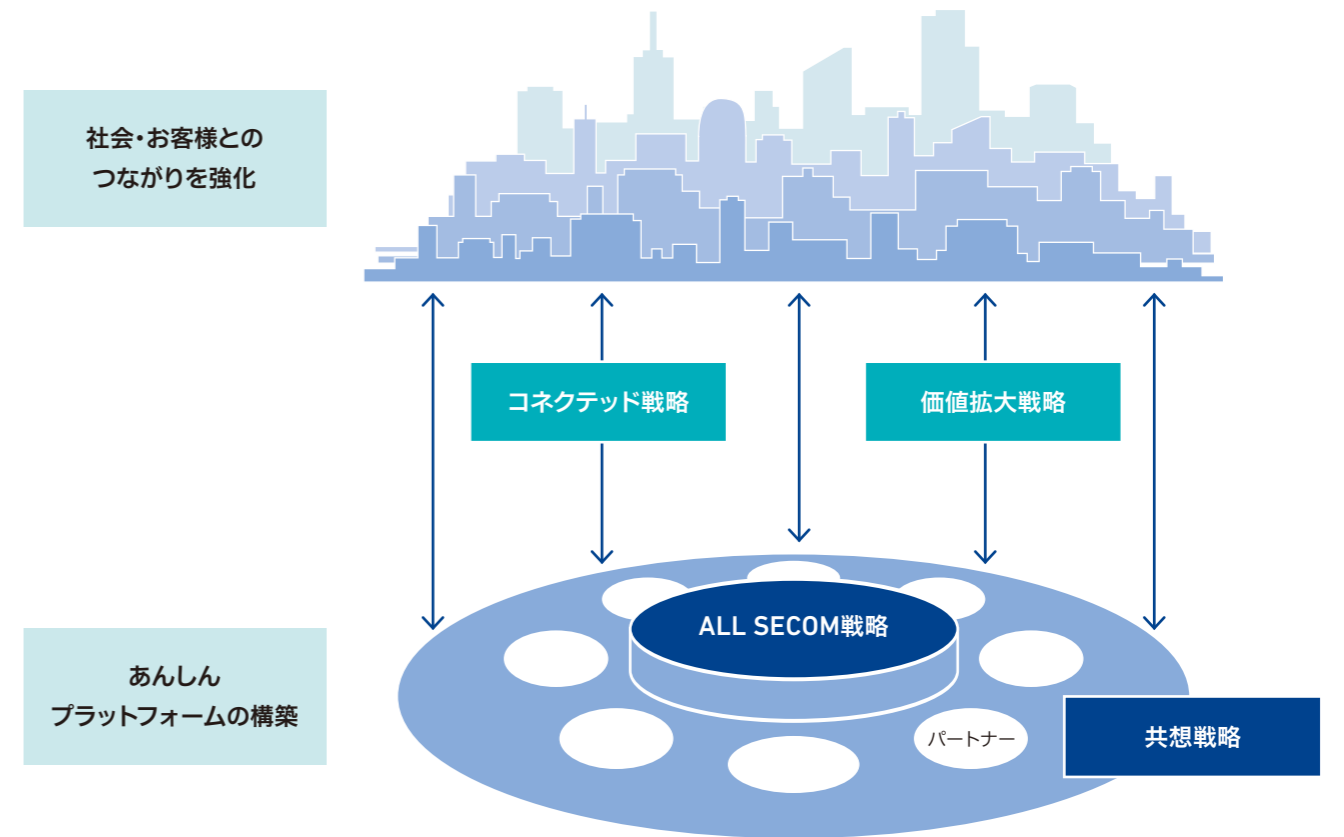 社会・お客様との
つながりを強化
コネクテッド戦略
価値拡大戦略
ALL SECOM戦略
あんしん
プラットフォームの構築
パートナー
共想戦略